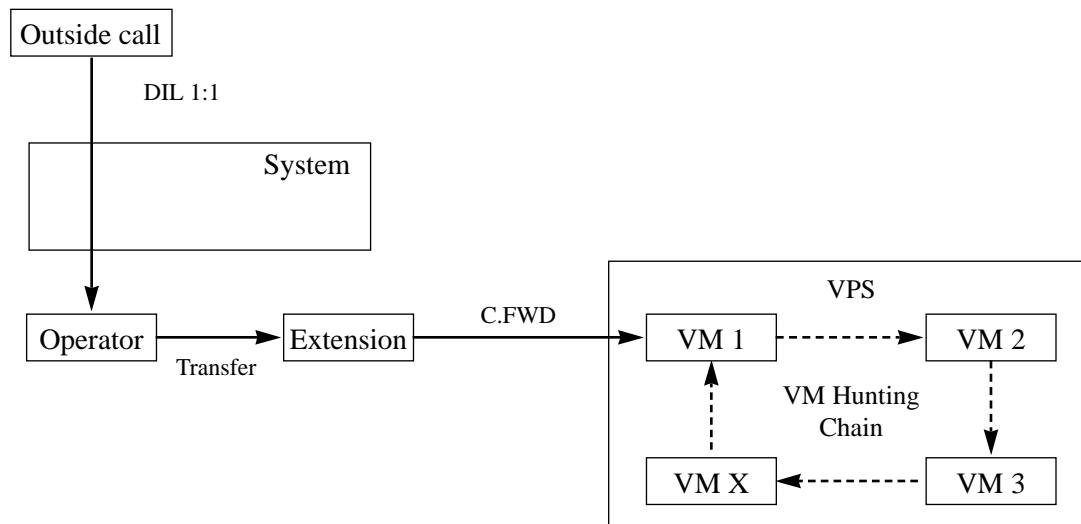 Outside call
DIL 1:1
System
VPS
Operator
Transfer
Extension
C.FWD
VM 1
VM 2
VM Hunting
Chain
VM X
VM 3